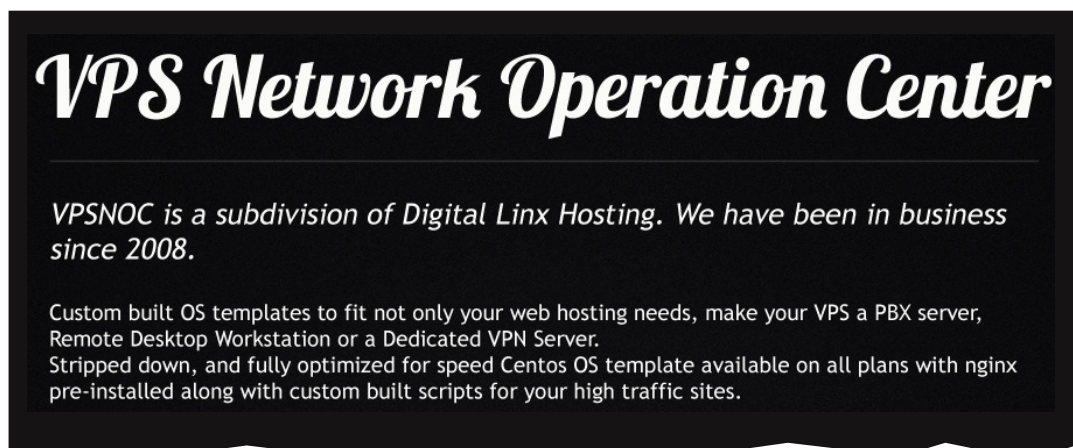 VPS Network Operation Center
VPSNOC is a subdivision of Digital Linx Hosting. We have been in business
since 2008.
Custom built OS templates to fit not only your web hosting needs, make your VPS a PBX server,
Remote Desktop Workstation or a Dedicated VPN Server.
Stripped down, and fully optimized for speed Centos OS template available on all plans with nginx
pre-installed along with custom built scripts for your high traffic sites.